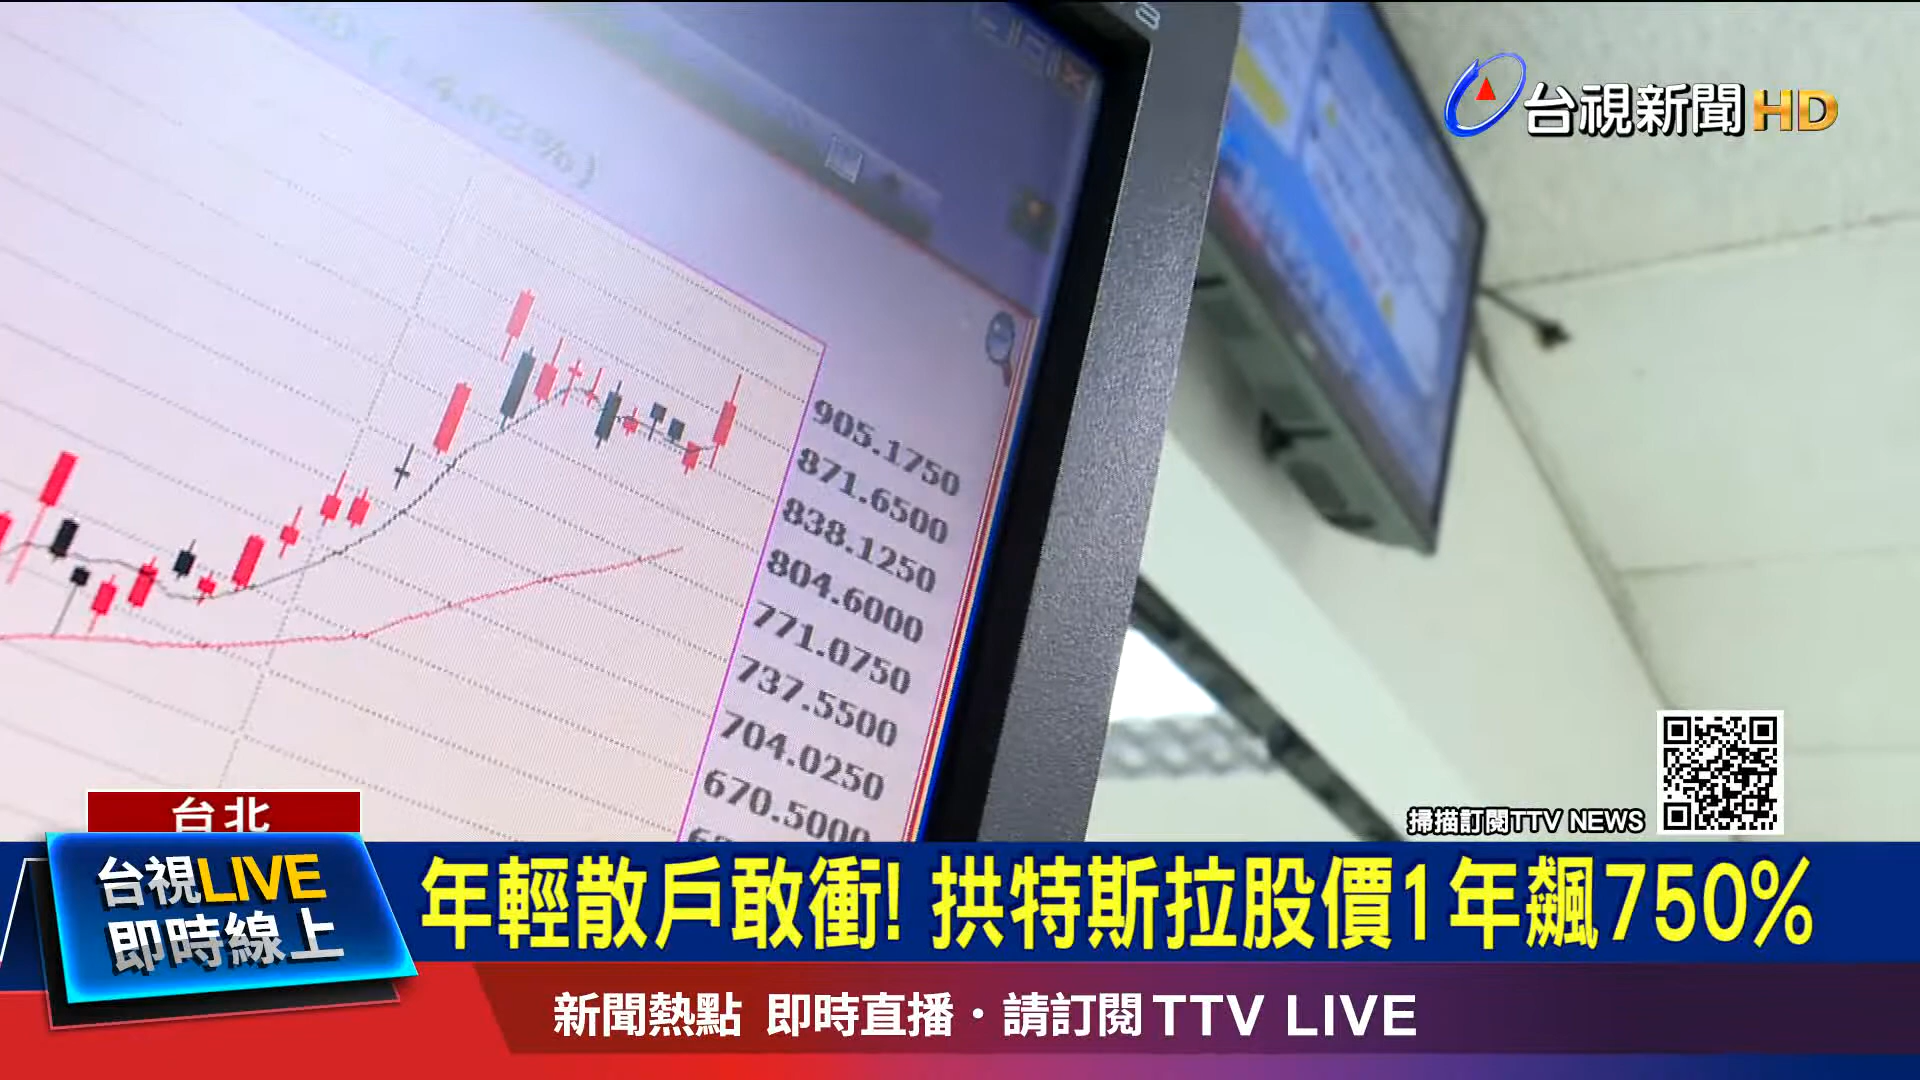 台視新聞HD
905.1750
871.6500
838.1250
804.6000
771.0750
737.5500
704.0250
670.5000
掃描訂閱TTV NEWS
台北
台視LIVE
即時線上
年輕散戶敢衝! 拱特斯拉股價1年飆750%
新聞熱點 即時直播·請訂閱TTV LIVE